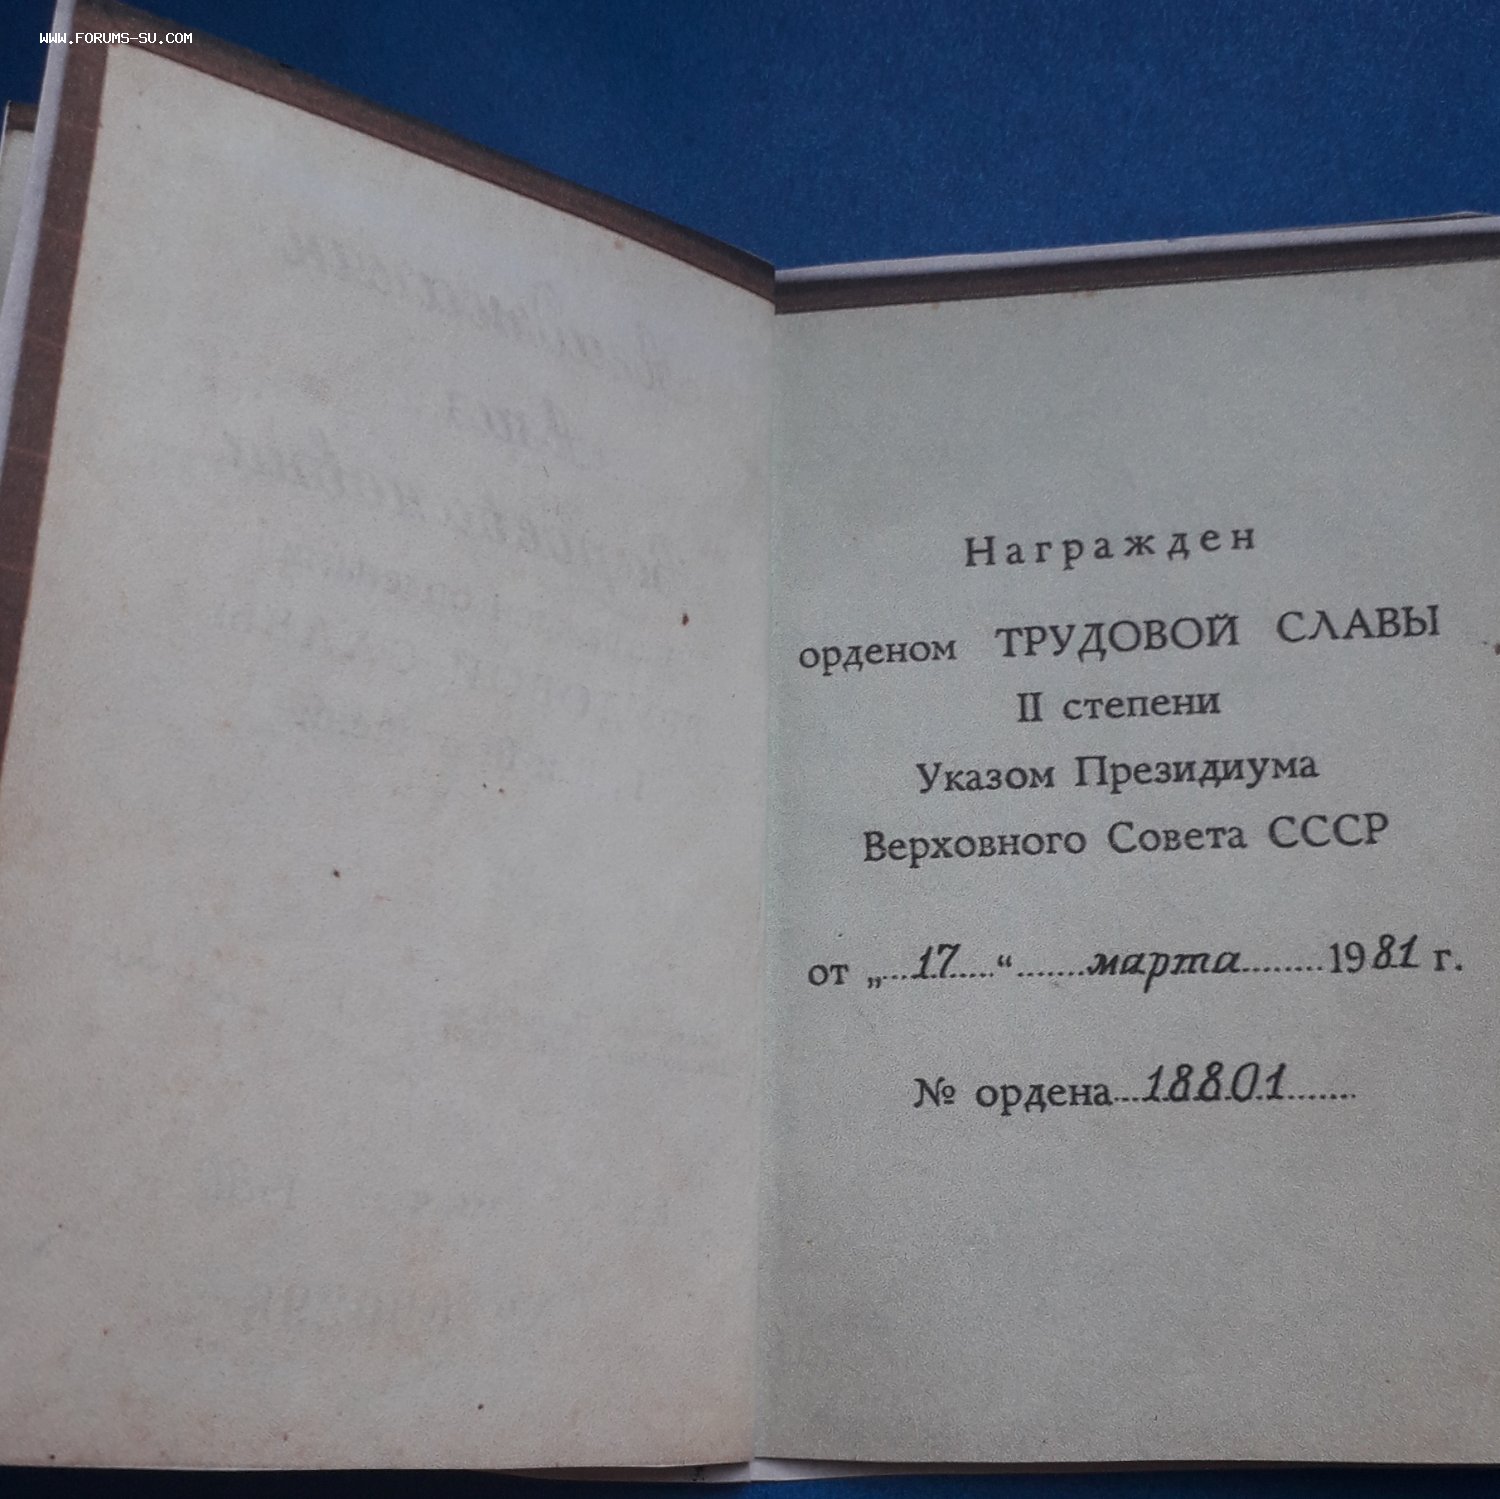 www.forums-su.com
Награжден
орденом ТРУДОВОЙ СЛАВЫ
II степени
Указом Президиума
Верховного Совета СССР
от „...17....“.......марта........1981 г.
№ ордена...18801.......